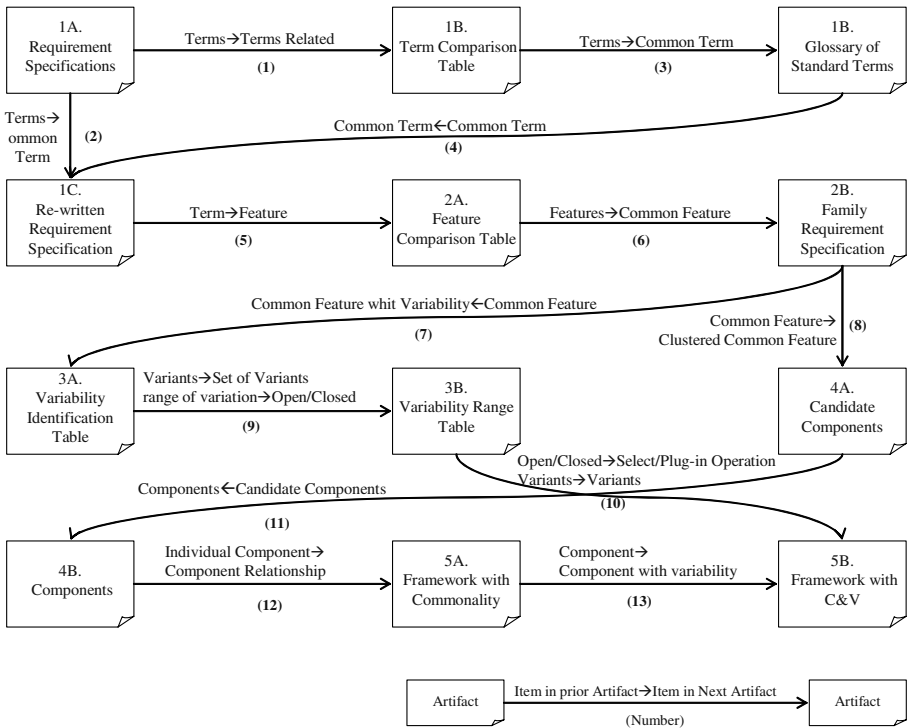 1A.
Requirement
Specifications
Terms→Terms Related
(1)
1B.
Term Comparison
Table
Terms→Common Term
(3)
1B.
Glossary of
Standard Terms
Terms→
ommon
Term
(2)
Common Term←Common Term
(4)
1C.
Re-written
Requirement
Specification
Term→Feature
(5)
2A.
Feature
Comparison Table
Features→Common Feature
(6)
2B.
Family
Requirement
Specification
Common Feature whit Variability←Common Feature
(7)
Common Feature→
Clustered Common Feature
(8)
3A.
Variability
Identification
Table
Variants→Set of Variants
range of variation→Open/Closed
(9)
3B.
Variability Range
Table
4A.
Candidate
Components
Open/Closed→Select/Plug-in Operation
Variants→Variants
(10)
Components←Candidate Components
(11)
4B.
Components
Individual Component→
Component Relationship
(12)
5A.
Framework with
Commonality
Component→
Component with variability
(13)
5B.
Framework with
C&V
Artifact
Item in prior Artifact→Item in Next Artifact
(Number)
Artifact